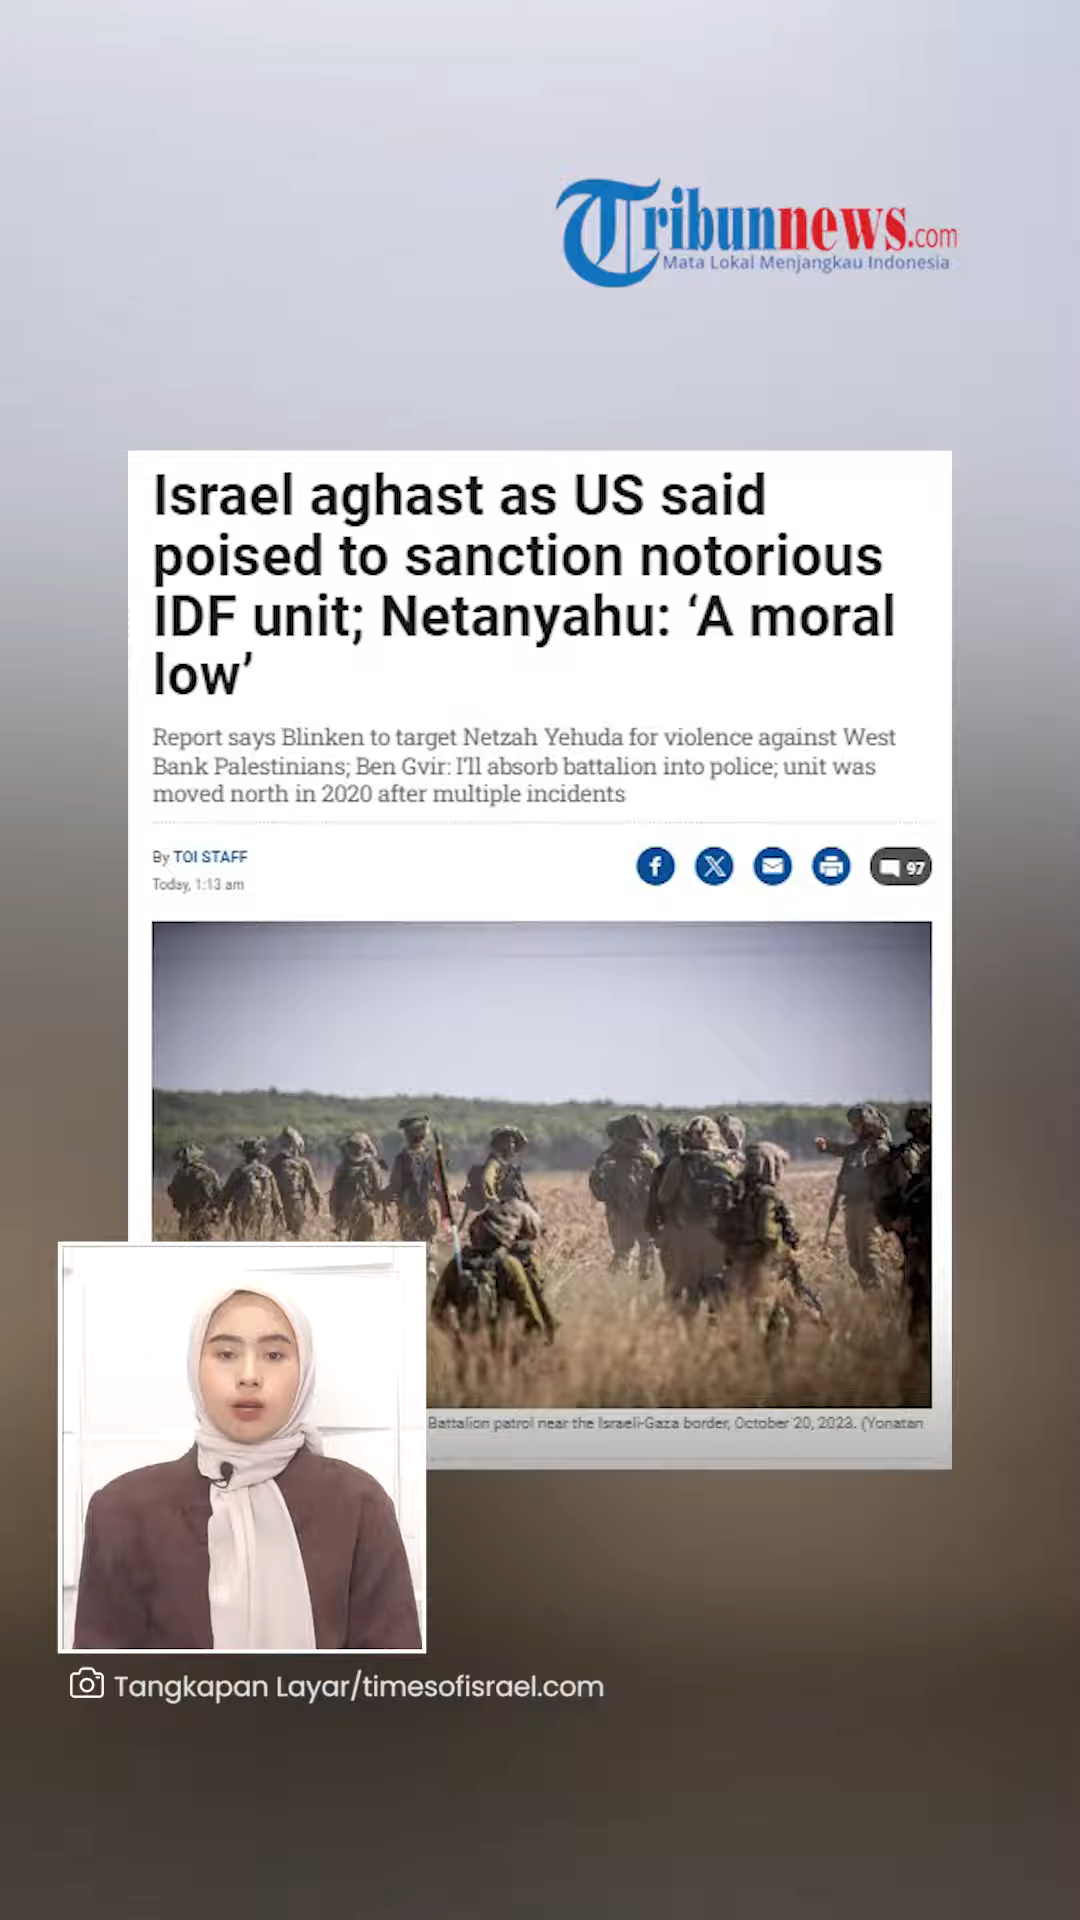 Tribunnews.com
Mata Lokal Menjangkau Indonesia
Israel aghast as US said
poised to sanction notorious
IDF unit; Netanyahu: ‘A moral
low’
Report says Blinken to target Netzah Yehuda for violence against West
Bank Palestinians; Ben Gvir: I'll absorb battalion into police; unit was
moved north in 2020 after multiple incidents
By TOI STAFF
Today, 1:13 am
97
Battalion patrol near the Israeli-Gaza border, October 20, 2023. (Yonatan
Tangkapan Layar/timesofisrael.com